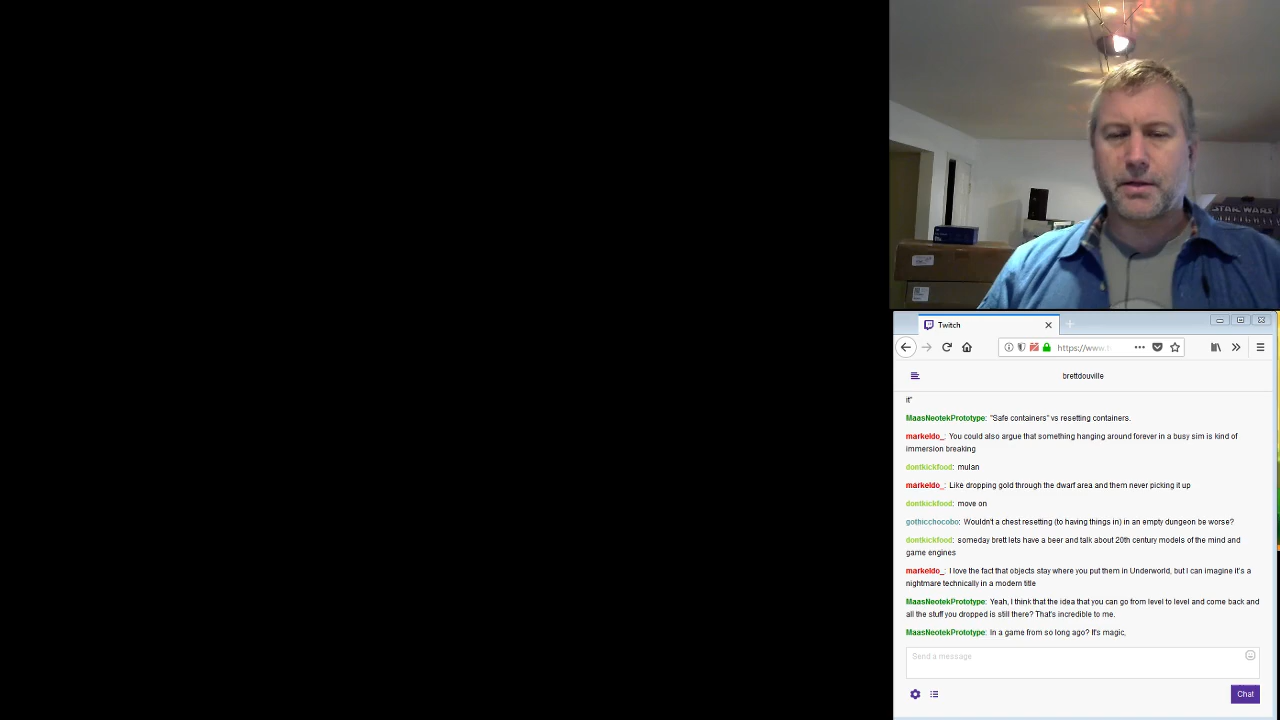 STAR WARS
Twitch
https://www.t
brettdouville
it"
MaasNeotekPrototype: "Safe containers" vs resetting containers.
markeldo_: You could also argue that something hanging around forever in a busy sim is kind of
immersion breaking
dontkickfood: mulan
markeldo_: Like dropping gold through the dwarf area and them never picking it up
dontkickfood: move on
gothicchocobo: Wouldn't a chest resetting (to having things in) in an empty dungeon be worse?
dontkickfood: someday brett lets have a beer and talk about 20th century models of the mind and
game engines
markeldo_: I love the fact that objects stay where you put them in Underworld, but I can imagine it's a
nightmare technically in a modern title
MaasNeotekPrototype: Yeah, I think that the idea that you can go from level to level and come back and
all the stuff you dropped is still there? That's incredible to me.
MaasNeotekPrototype: In a game from so long ago? It's magic.
Send a message
Chat